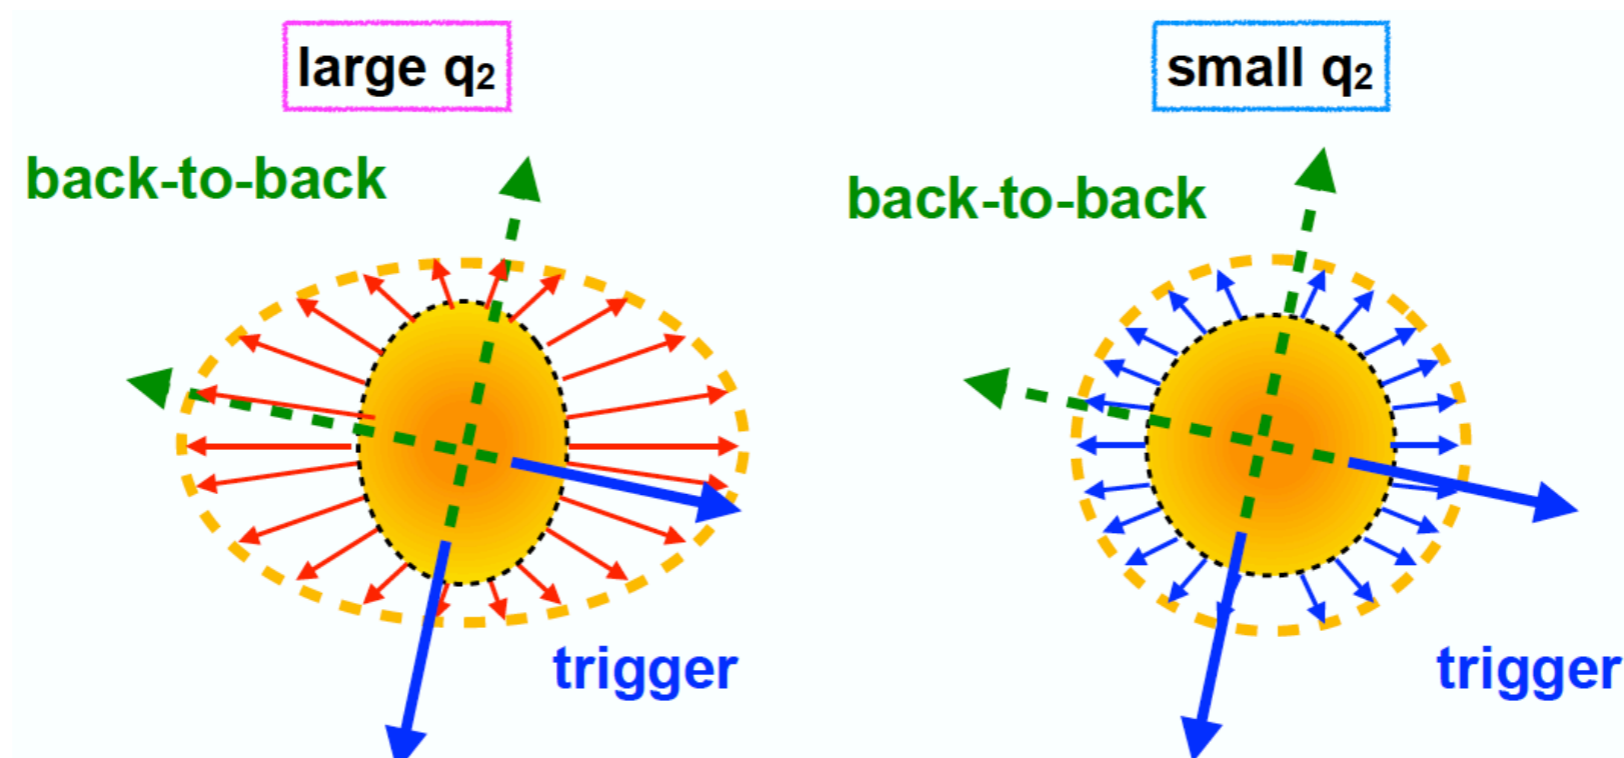 large q₂
small q₂
back-to-back
back-to-back
trigger
trigger